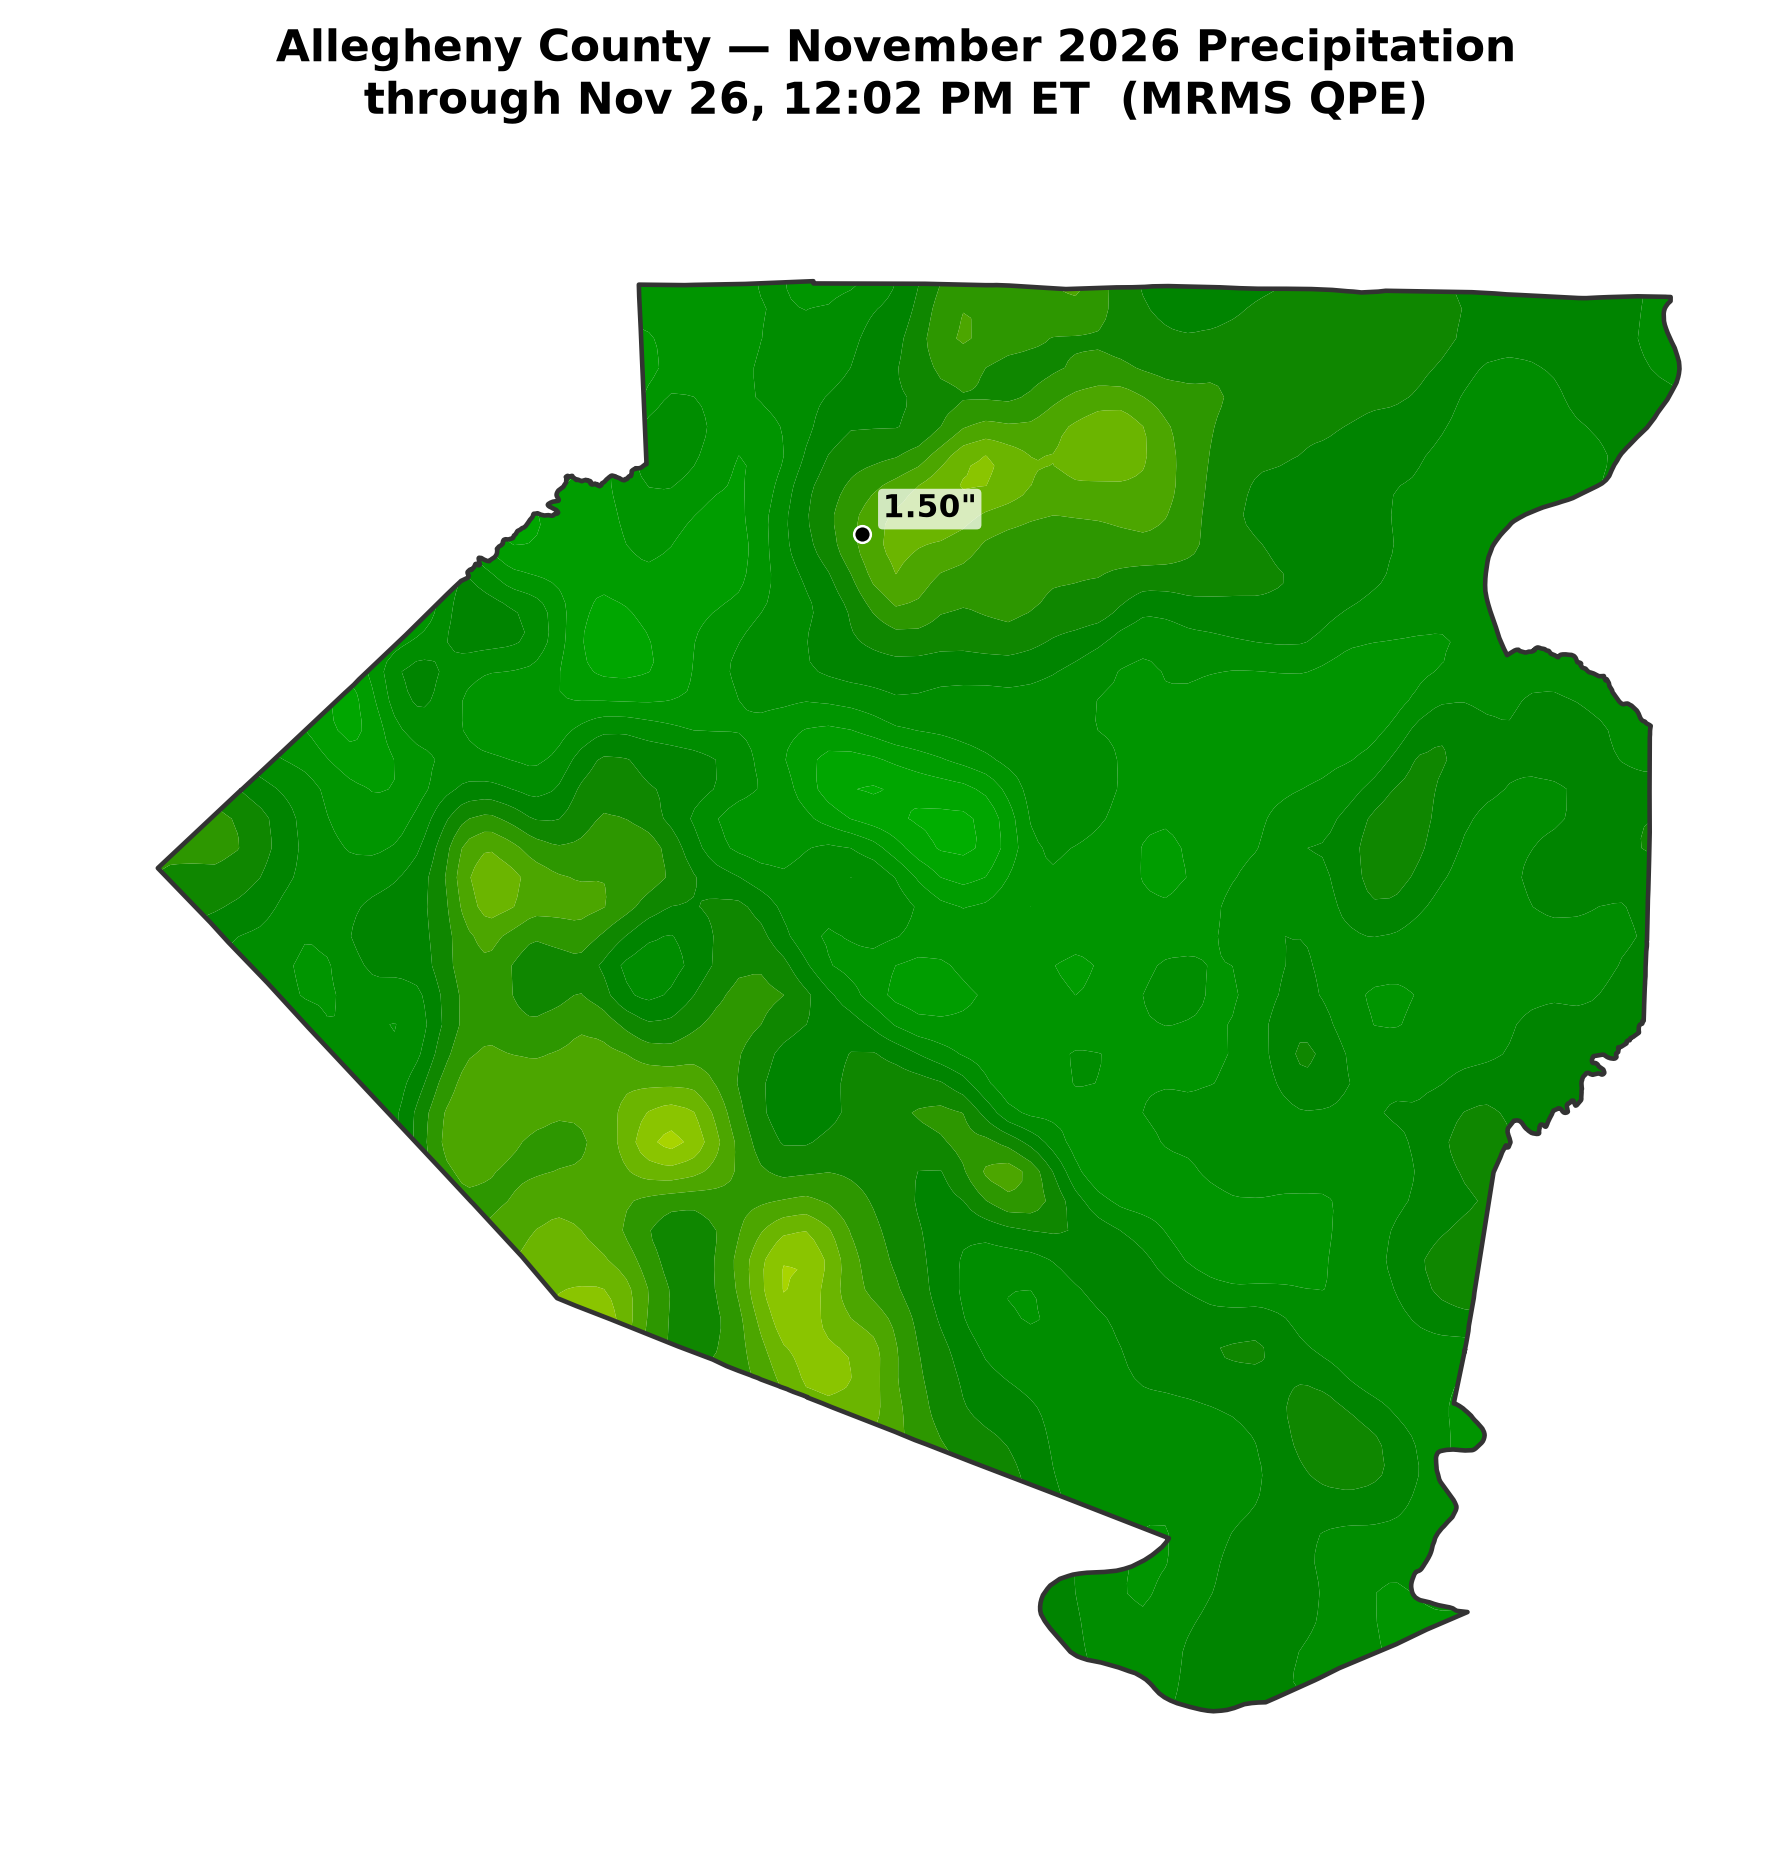 Allegheny County — November 2026 Precipitation
through Nov 26, 12:02 PM ET  (MRMS QPE)
1.50"